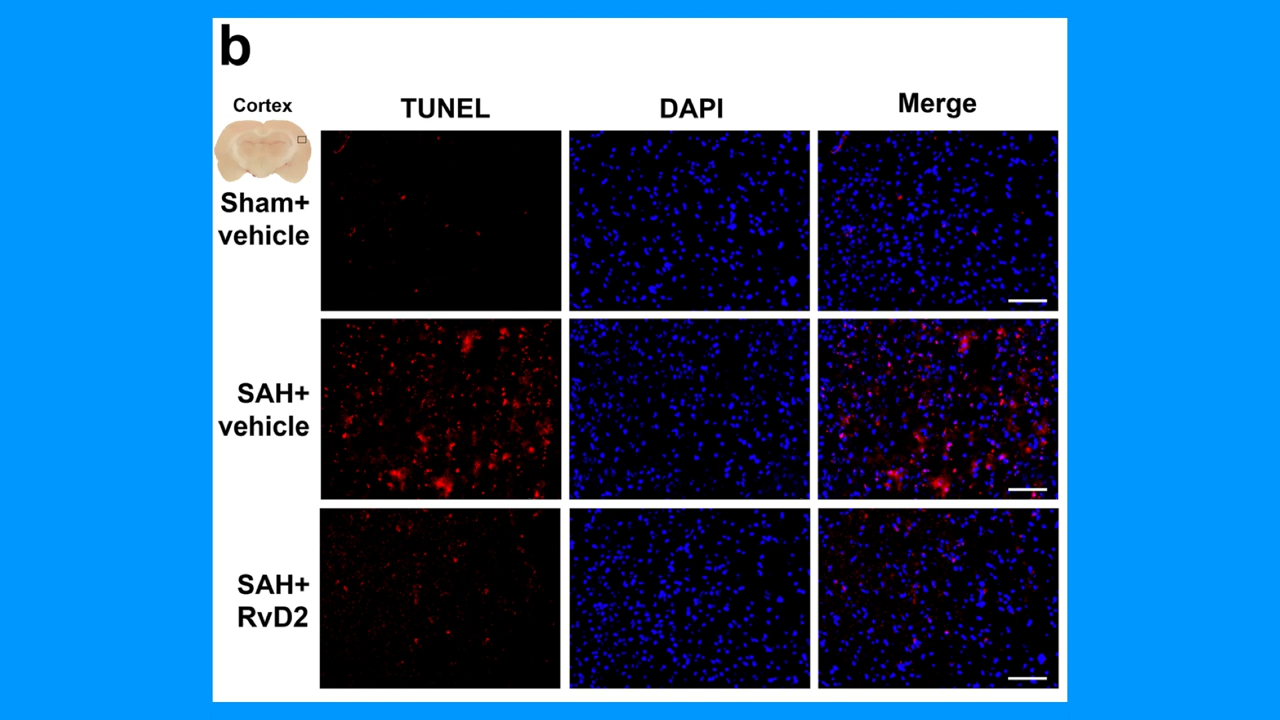 b
Cortex
TUNEL
DAPI
Merge
Sham+
vehicle
SAH+
vehicle
SAH+
RvD2